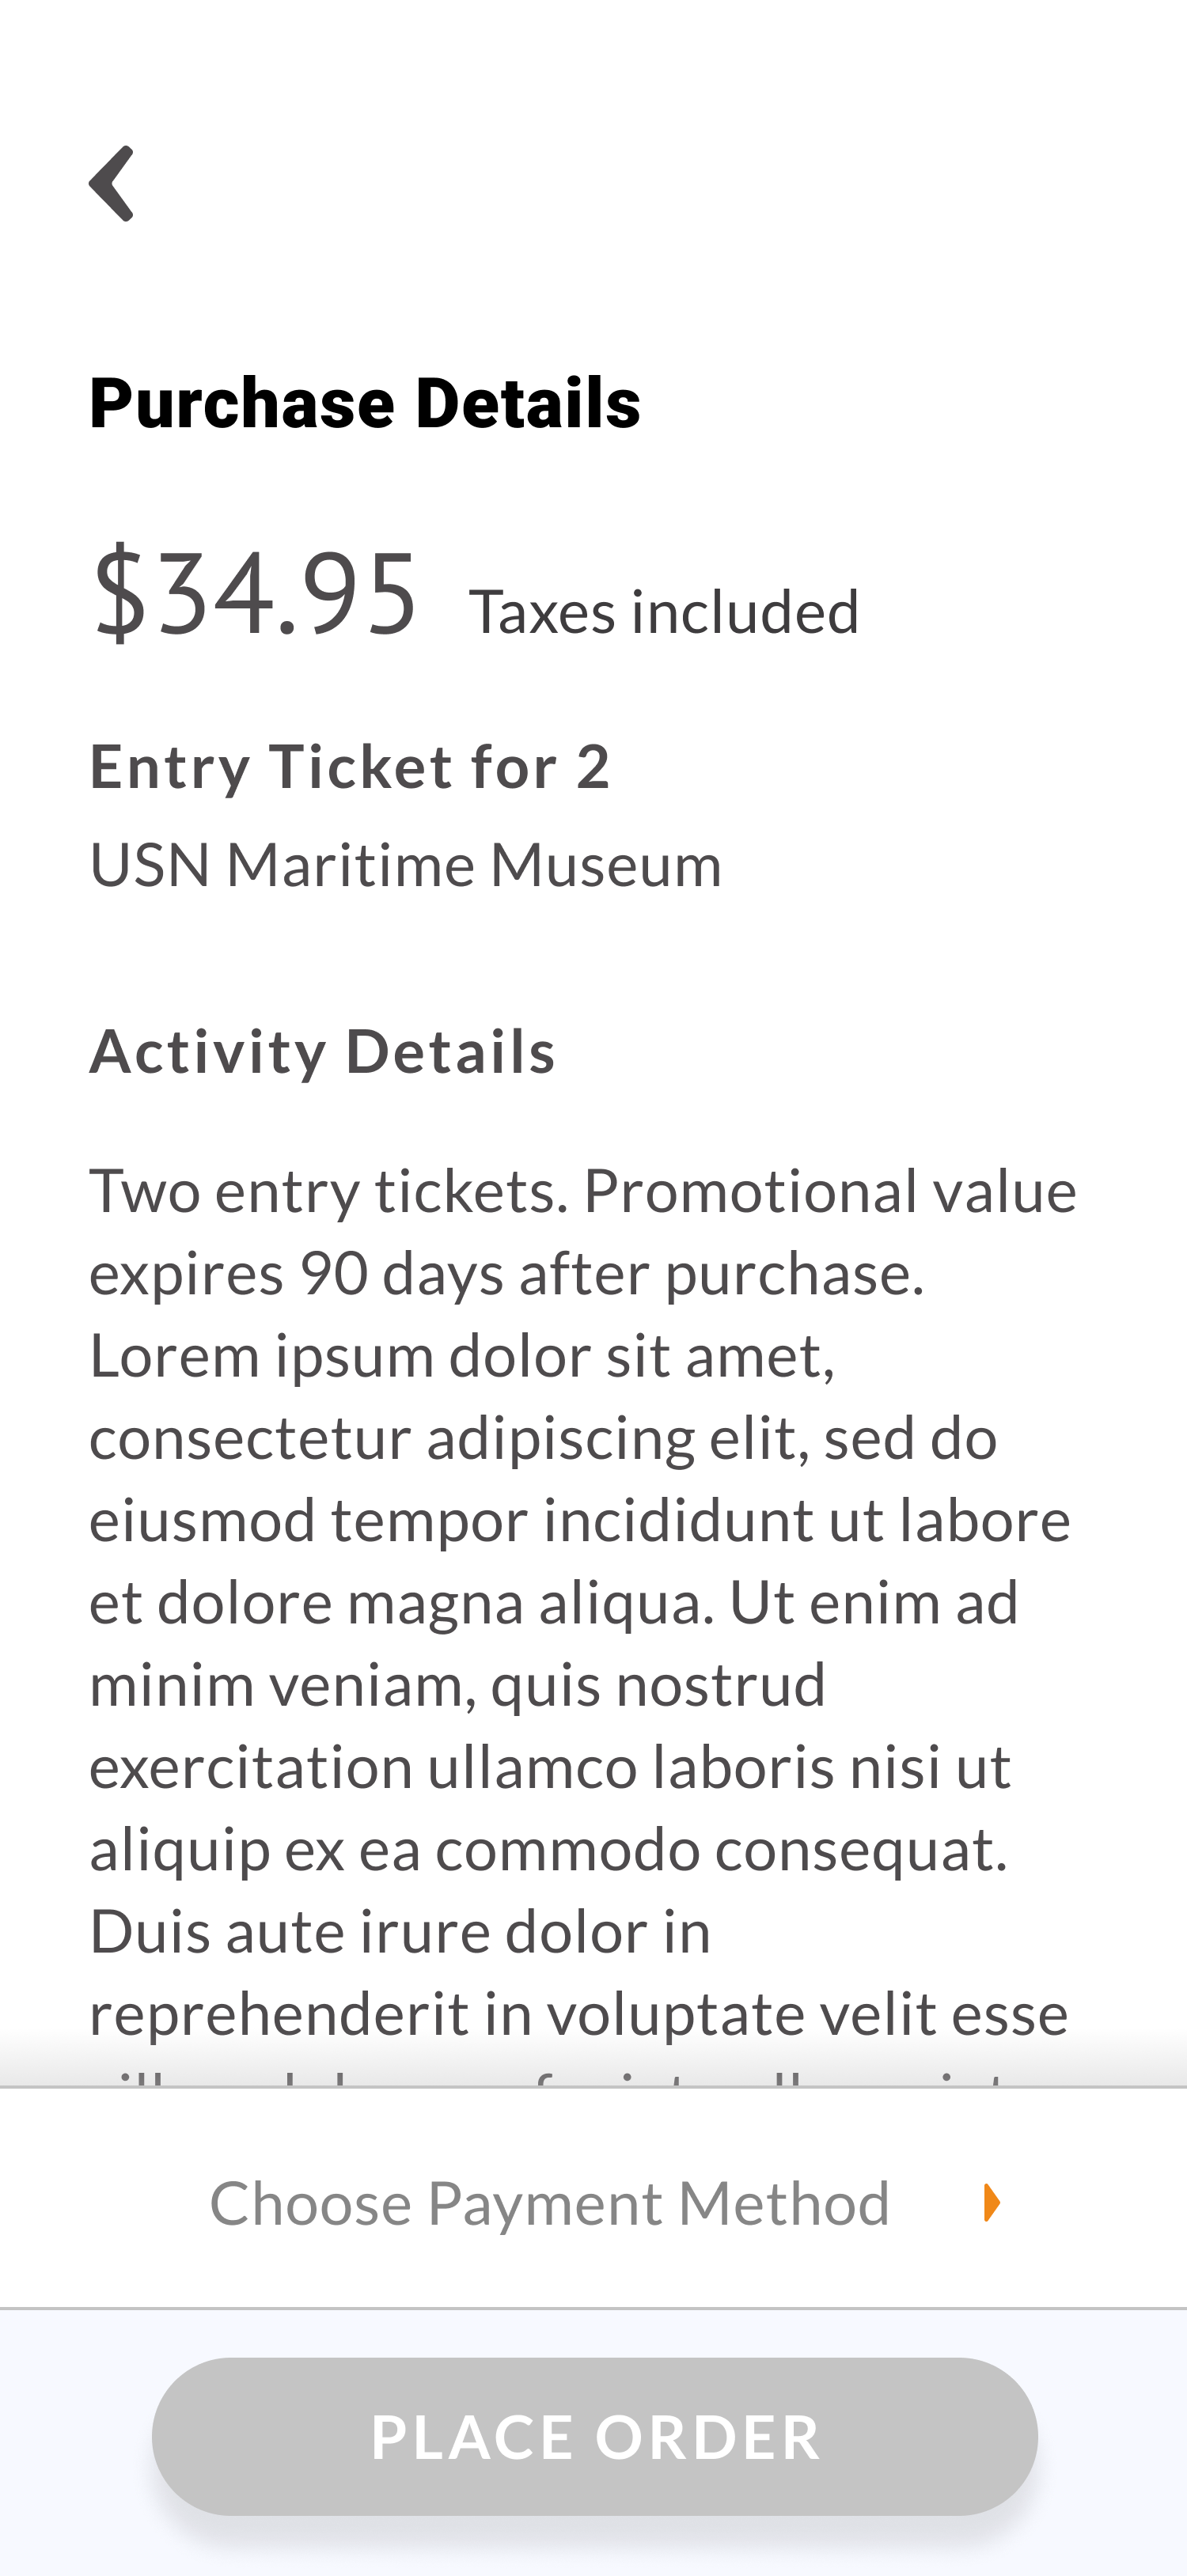 Purchase Details
$34.95 Taxes included
Entry Ticket for 2
USN Maritime Museum
Activity Details
Two entry tickets. Promotional value
expires 90 days after purchase.
Lorem ipsum dolor sit amet,
consectetur adipiscing elit, sed do
eiusmod tempor incididunt ut labore
et dolore magna aliqua. Ut enim ad
minim veniam, quis nostrud
exercitation ullamco laboris nisi ut
aliquip ex ea commodo consequat.
Duis aute irure dolor in
reprehenderit in voluptate velit esse
Choose Payment Method
PLACE ORDER